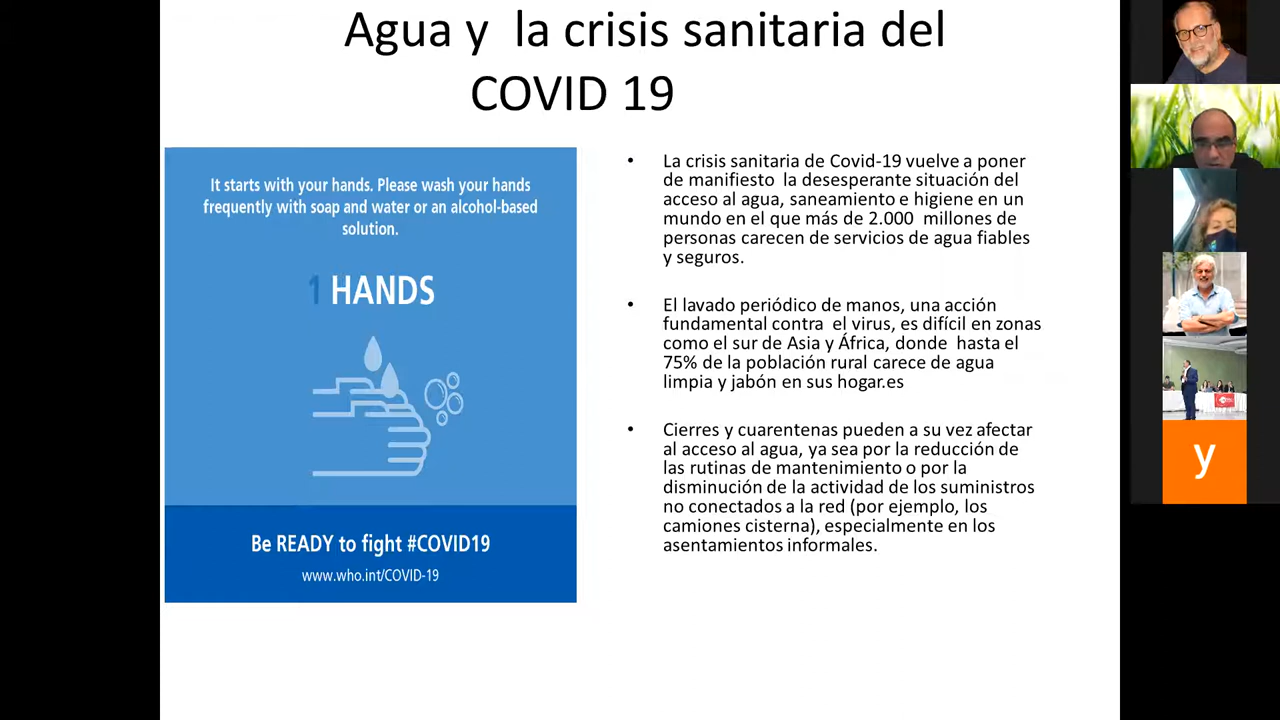 Agua y  la crisis sanitaria del
COVID 19
It starts with your hands. Please wash your hands
frequently with soap and water or an alcohol-based
solution.
1 HANDS
Be READY to fight #COVID19
www.who.int/COVID-19
• La crisis sanitaria de Covid-19 vuelve a poner
de manifiesto  la desesperante situación del
acceso al agua, saneamiento e higiene en un
mundo en el que más de 2.000  millones de
personas carecen de servicios de agua fiables
y seguros.
• El lavado periódico de manos, una acción
fundamental contra  el virus, es difícil en zonas
como el sur de Asia y África, donde  hasta el
75% de la población rural carece de agua
limpia y jabón en sus hogar.es
• Cierres y cuarentenas pueden a su vez afectar
al acceso al agua, ya sea por la reducción de
las rutinas de mantenimiento o por la
disminución de la actividad de los suministros
no conectados a la red (por ejemplo, los
camiones cisterna), especialmente en los
asentamientos informales.
y